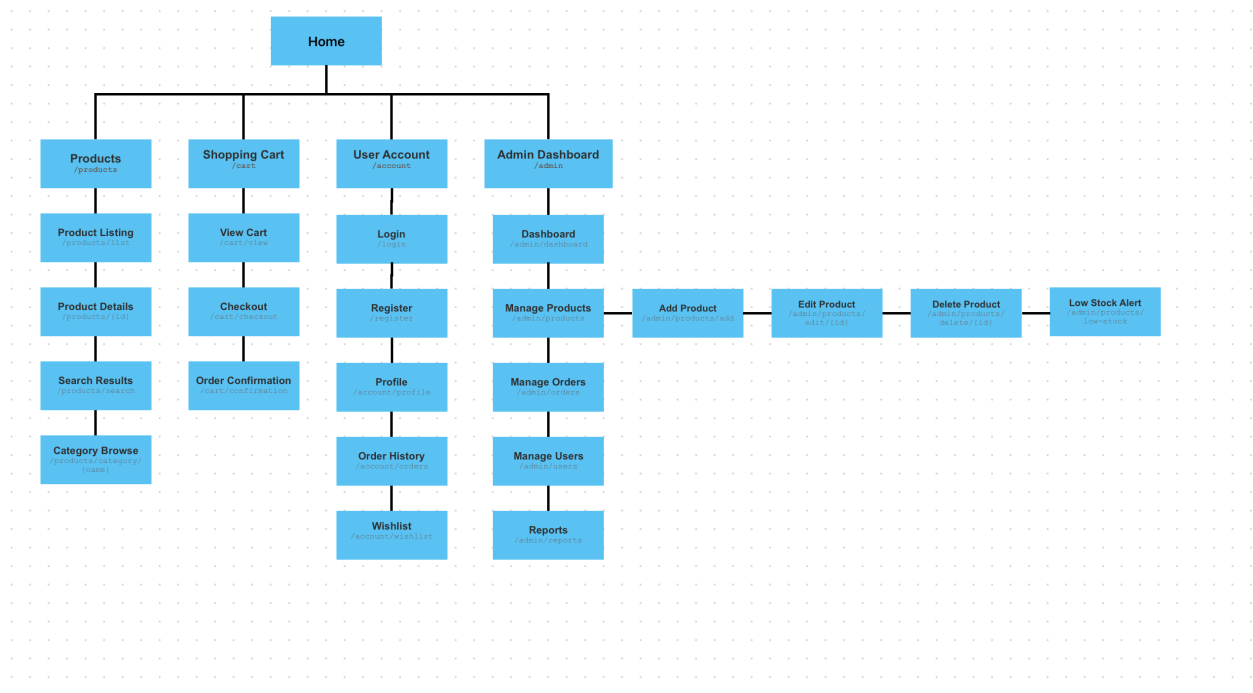 Home
Products
/products
Shopping Cart
/cart
User Account
/account
Admin Dashboard
/admin
Product Listing
/products/list
View Cart
/cart/view
Login
/login
Dashboard
/admin/dashboard
Product Details
/products/{id}
Checkout
/cart/checkout
Register
/register
Manage Products
/admin/products
Add Product
/admin/products/add
Edit Product
/admin/products/
edit/{id}
Delete Product
/admin/products/
delete/{id}
Low Stock Alert
/admin/products/
low-stock
Search Results
/products/search
Order Confirmation
/cart/confirmation
Profile
/account/profile
Manage Orders
/admin/orders
Category Browse
/products/category/
{name}
Order History
/account/orders
Manage Users
/admin/users
Wishlist
/account/wishlist
Reports
/admin/reports